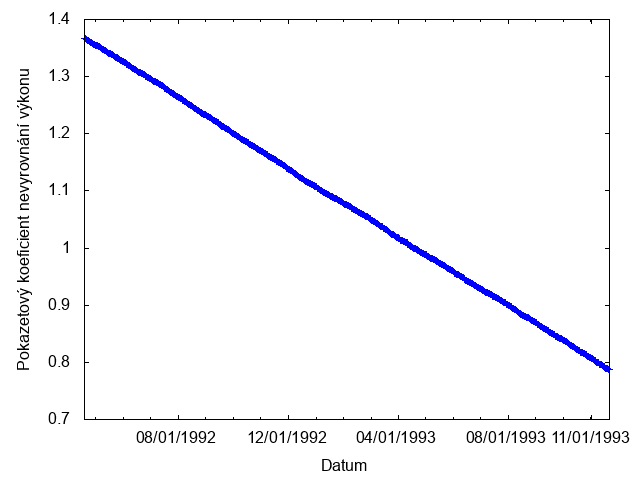 1.4
1.3
1.2
1.1
1
0.9
0.8
0.7
Pokazetový koeficient nevyrovnání výkonu
08/01/1992 12/01/1992 04/01/1993 08/01/1993 11/01/1993
Datum